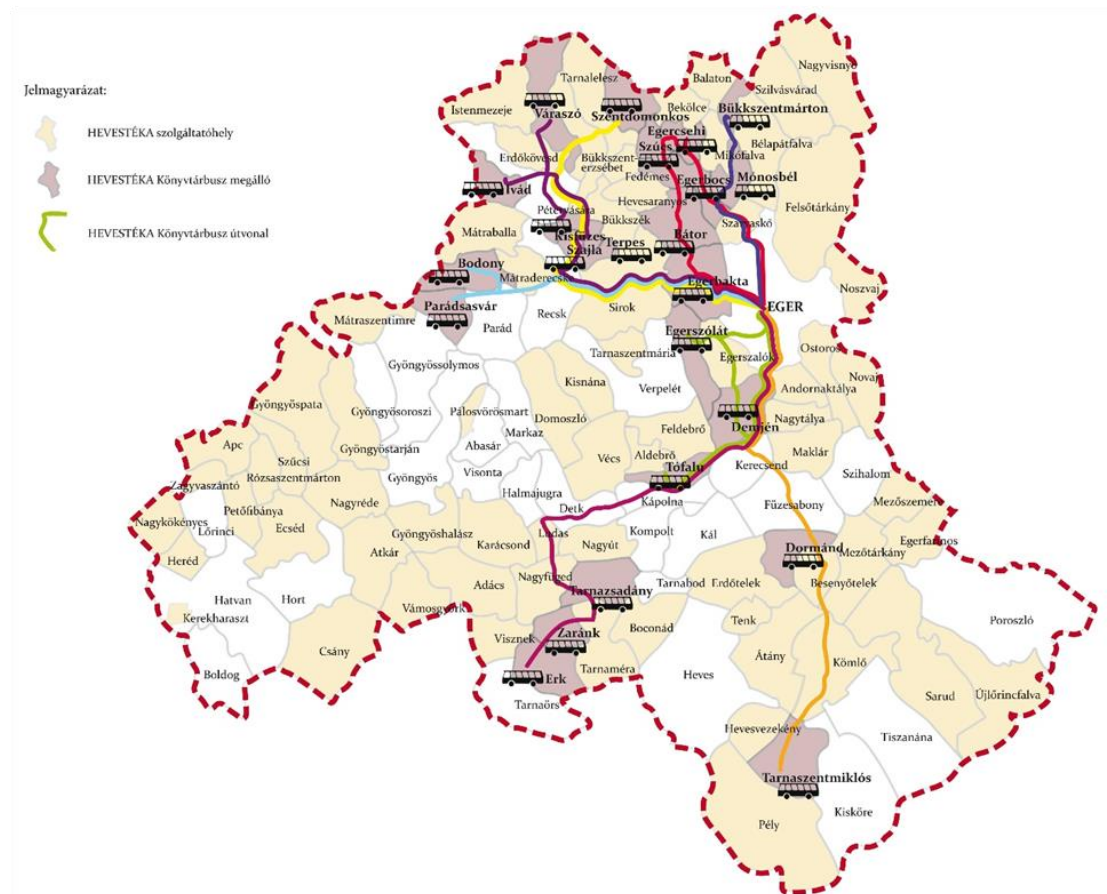 Jelmagyarázat:
HEVESTÉKA szolgáltatóhely
HEVESTÉKA Könyvtárbusz megálló
HEVESTÉKA Könyvtárbusz útvonal
Nagyvisnyó
Tarnalelesz
Balaton
Szilvásvárad
Istenmezeje
Váraszó
Szentdomonkos
Bekölce
Bükkszentmárton
Egercsehi
Szúcs
Mikófalva
Bélapátfalva
Erdőkövesd
Bükkszent-
erzsébet
Fedémes
Egerbocs
Mónosbél
Ivád
Hevesaranyos
Felsőtárkány
Pétervására
Bükkszék
Szarvaskő
Mátraballa
Kisfüzes
Terpes
Bátor
Szajla
Bodony
Mátraderecske
Egerbakta
Noszvaj
Parádsasvár
Sirok
EGER
Recsk
Mátraszentimre
Parád
Egerszólát
Ostoros
Gyöngyössolymos
Tarnaszentmária
Egerszalók
Novaj
Kisnána
Verpelét
Andornaktálya
Gyöngyöspata
Gyöngyösoroszi
Pálosvörösmart
Domoszló
Nagytálya
Markaz
Feldebrő
Demjén
Apc
Gyöngyöstarján
Abasár
Maklár
Szűcsi
Vécs
Aldebrő
Kerecsend
Rózsaszentmárton
Visonta
Tófalu
Szihalom
Zagyvaszántó
Gyöngyös
Nagyréde
Halmajugra
Kápolna
Mezőszemere
Petőfibánya
Detk
Füzesabony
Nagykökényes
Lőrinci
Ecséd
Gyöngyöshalász
Ludas
Kompolt
Kál
Egerfarmos
Karácsond
Nagyút
Dormánd
Mezőtárkány
Heréd
Atkár
Adács
Nagyfüged
Tarnabod
Erdőtelek
Besenyőtelek
Tarnazsadány
Hatvan
Hort
Vámosgyörk
Kerekharaszt
Boconád
Tenk
Poroszló
Visznek
Zaránk
Csány
Átány
Kömlő
Boldog
Erk
Tarnaméra
Heves
Sarud
Újlőrincfalva
Tarnaörs
Hevesvezekény
Tiszanána
Tarnaszentmiklós
Kisköre
Pély